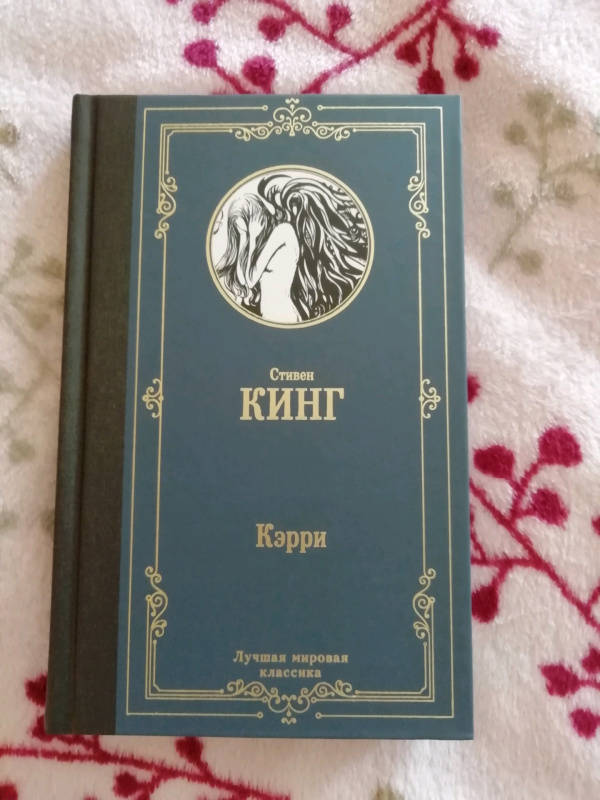 Стивен
КИНГ
Кэрри
Лучшая мировая
классика